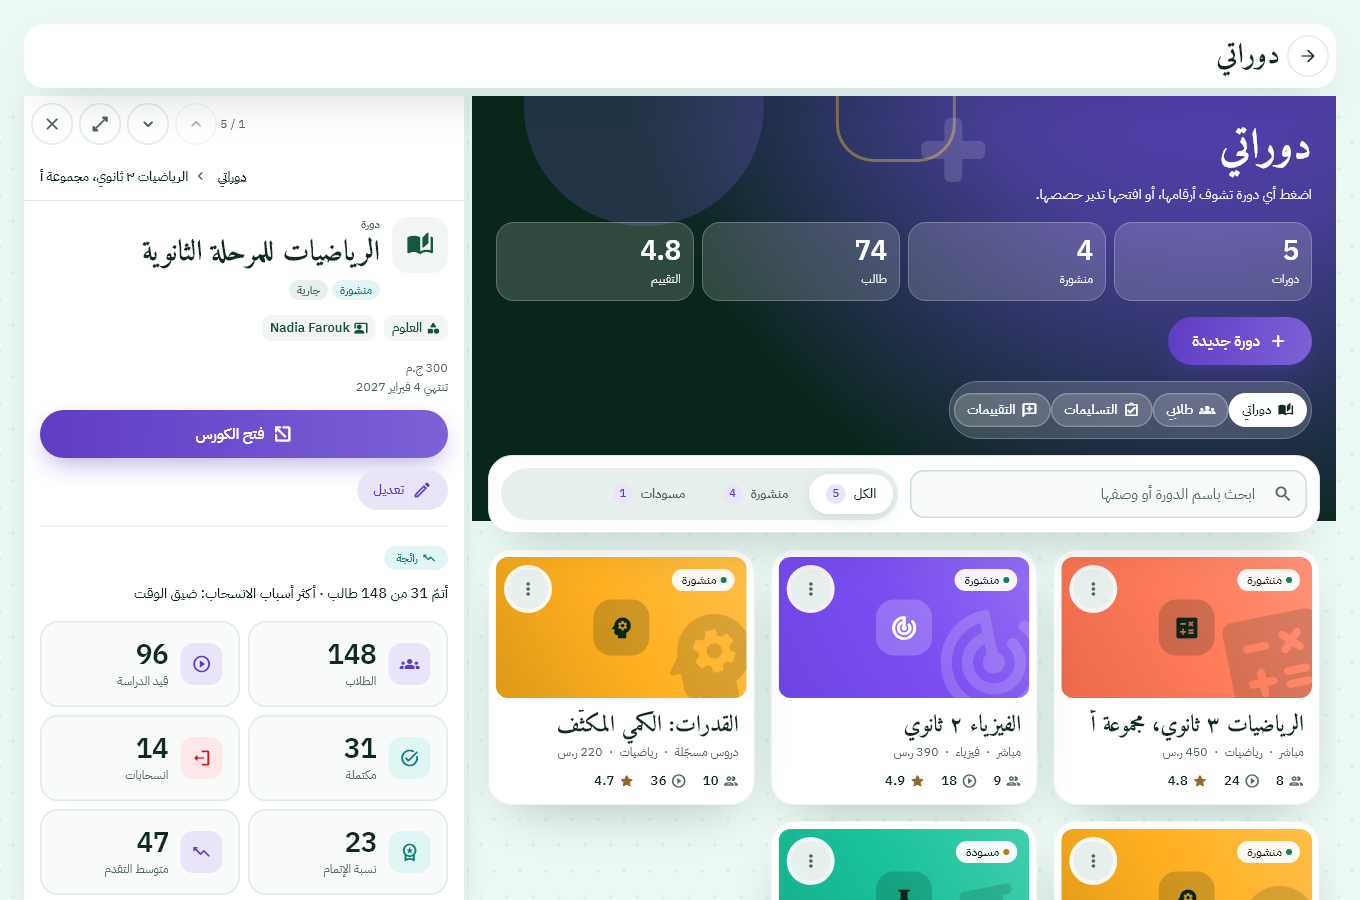 دوراتي
دوراتي
اضغط أي دورة تشوف أرقامها، أو افتحها تدير حصصها.
5
دورات
4
منشورة
74
طالب
4.8
التقييم
دورة جديدة
دوراتي
طلابي
التسليمات
التقييمات
ابحث باسم الدورة أو وصفها
الكل 5
منشورة 4
مسودات 1
منشورة
الرياضيات ٣ ثانوي، مجموعة أ
مباشر · رياضيات · 450 ر.س
8 24 4.8
منشورة
الفيزياء ٢ ثانوي
مباشر · فيزياء · 390 ر.س
9 18 4.9
منشورة
القدرات: الكمي المكثّف
دروس مسجّلة · رياضيات · 220 ر.س
10 36 4.7
منشورة
مسودة
1 / 5
دوراتي
الرياضيات ٣ ثانوي، مجموعة أ
دورة
الرياضيات للمرحلة الثانوية
منشورة
جارية
العلوم
Nadia Farouk
300 ج.م
تنتهي 4 فبراير 2027
فتح الكورس
تعديل
رائجة
أتمّ 31 من 148 طالب · أكثر أسباب الانسحاب: ضيق الوقت
148
الطلاب
96
قيد الدراسة
31
مكتملة
14
انسحابات
23
نسبة الإتمام
47
متوسط التقدم